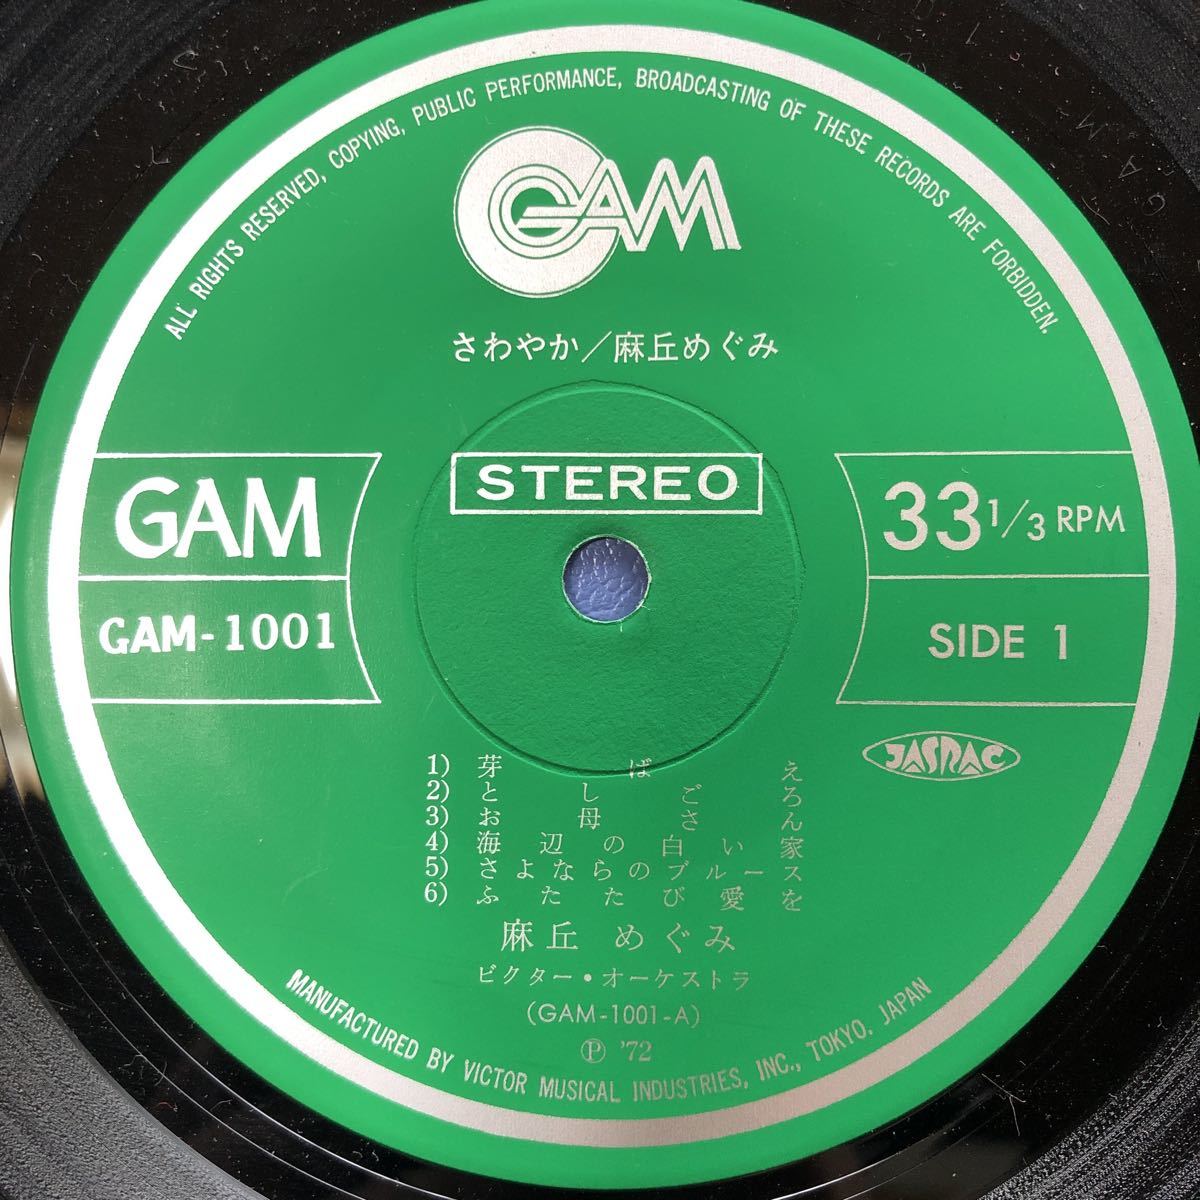 ALL RIGHTS RESERVED, COPYING, PUBLIC PERFORMANCE, BROADCASTING OF THESE RECORDS ARE FORBIDDEN.
GAM
さわやか/麻丘めぐみ
STEREO
GAM
GAM-1001
33 1/3 RPM
SIDE 1
JASRAC
1) 芽ばえ
2) としごろ
3) お母さん
4) 海辺の白い家
5) さよならのブルース
6) ふたたび愛を
麻丘 めぐみ
ビクター・オーケストラ
(GAM-1001-A)
Ⓟ '72
MANUFACTURED BY VICTOR MUSICAL INDUSTRIES, INC., TOKYO, JAPAN